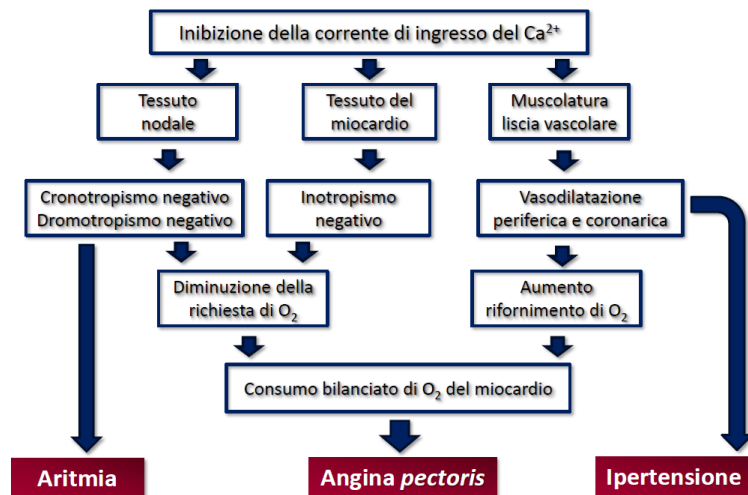 Inibizione della corrente di ingresso del Ca²⁺
Tessuto
nodale
Tessuto del
miocardio
Muscolatura
liscia vascolare
Cronotropismo negativo
Dromotropismo negativo
Inotropismo
negativo
Vasodilatazione
periferica e coronarica
Diminuzione della
richiesta di O₂
Aumento
rifornimento di O₂
Consumo bilanciato di O₂ del miocardio
Aritmia
Angina pectoris
Ipertensione